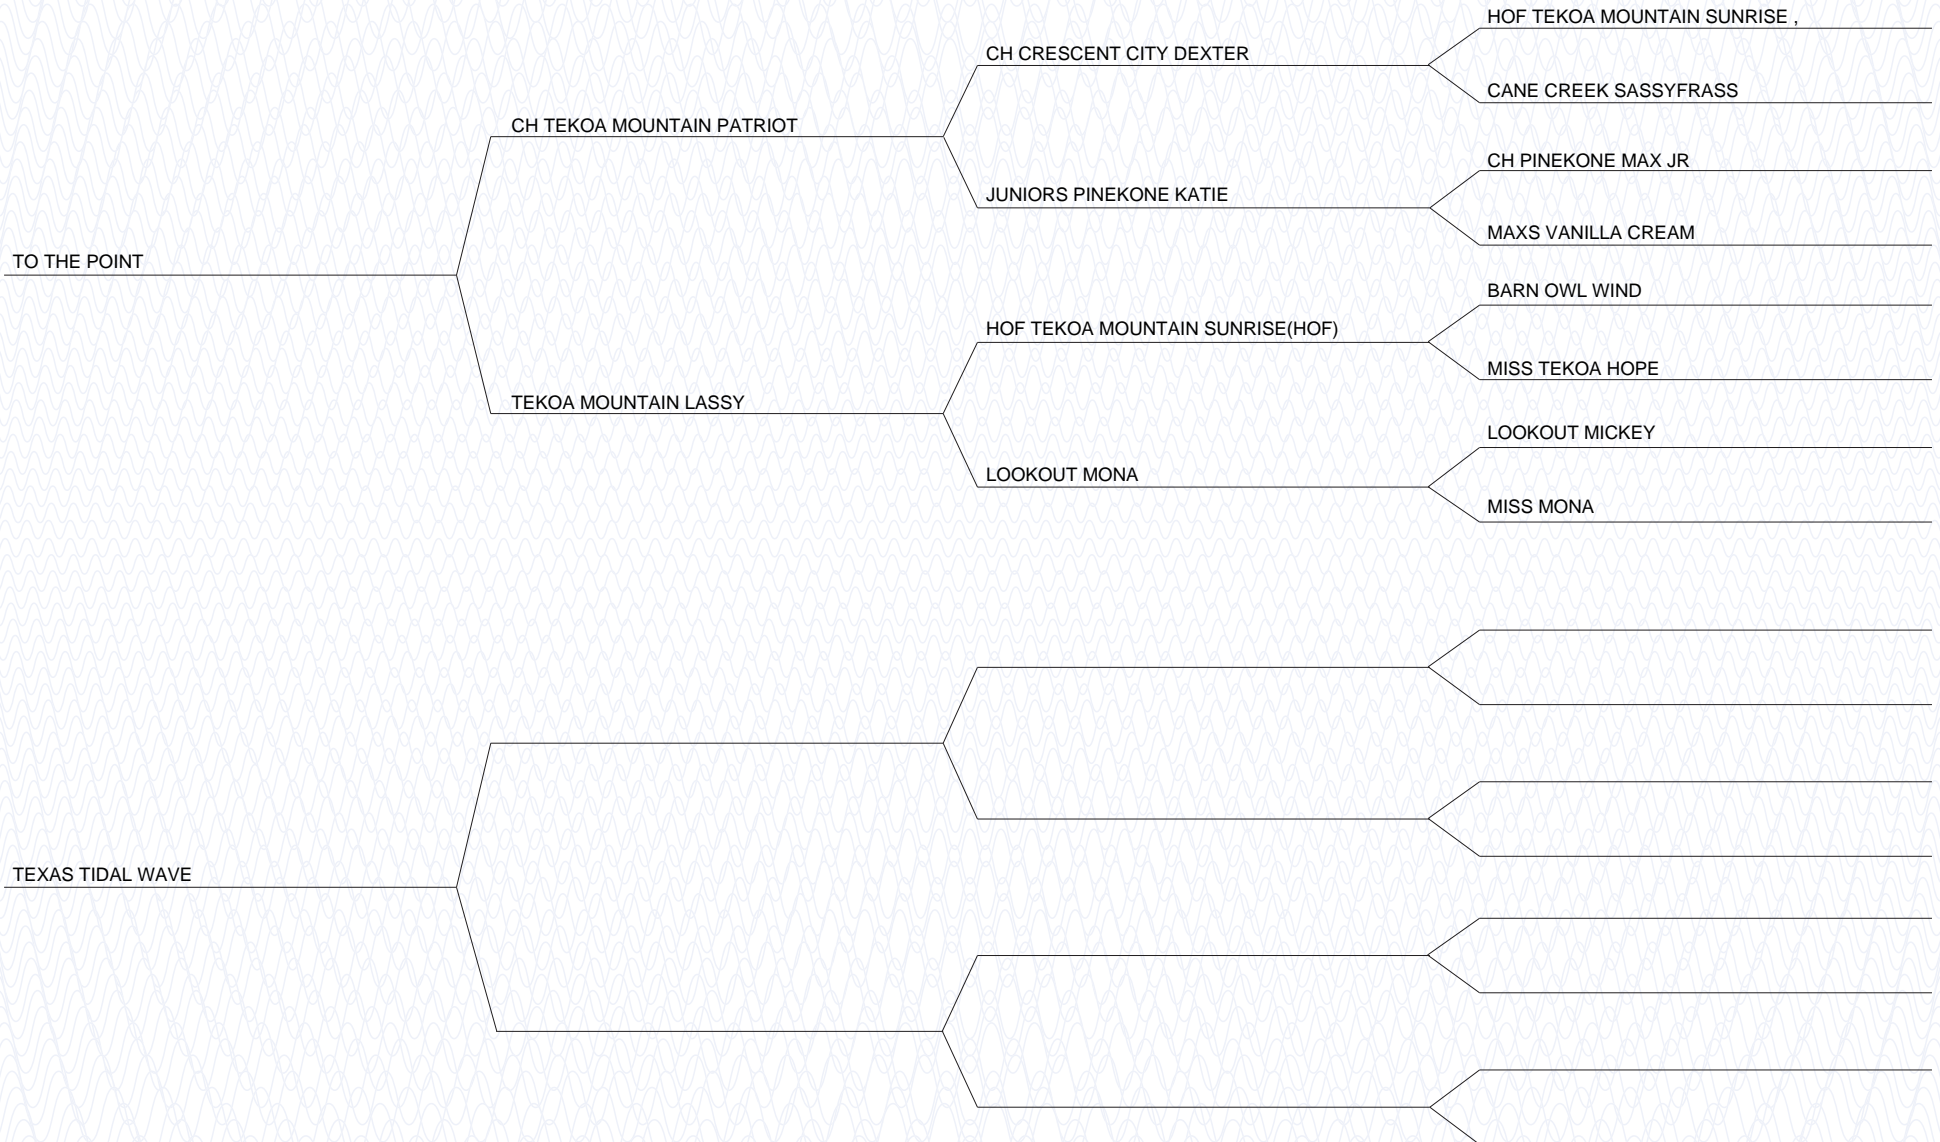 HOF TEKOA MOUNTAIN SUNRISE ,
CH CRESCENT CITY DEXTER
CANE CREEK SASSYFRASS
CH TEKOA MOUNTAIN PATRIOT
CH PINEKONE MAX JR
JUNIORS PINEKONE KATIE
MAXS VANILLA CREAM
TO THE POINT
BARN OWL WIND
HOF TEKOA MOUNTAIN SUNRISE(HOF)
MISS TEKOA HOPE
TEKOA MOUNTAIN LASSY
LOOKOUT MICKEY
LOOKOUT MONA
MISS MONA
TEXAS TIDAL WAVE